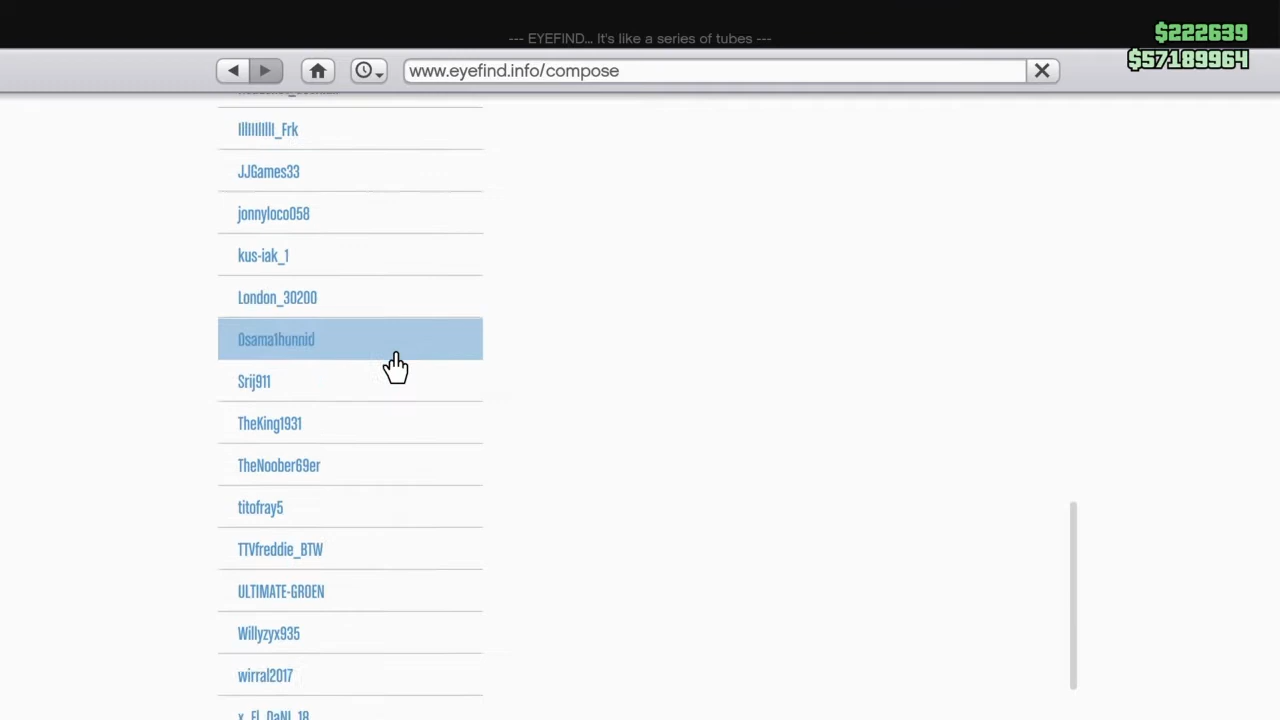 --- EYEFIND... It's like a series of tubes ---
$222639
$57189964
www.eyefind.info/compose
JJGames33
jonnyloco058
kus-iak_1
London_30200
Osama1hunnid
Srij911
TheKing1931
TheNoober69er
titofray5
TTVfreddie_BTW
ULTIMATE-GROEN
Willyzyx935
wirral2017